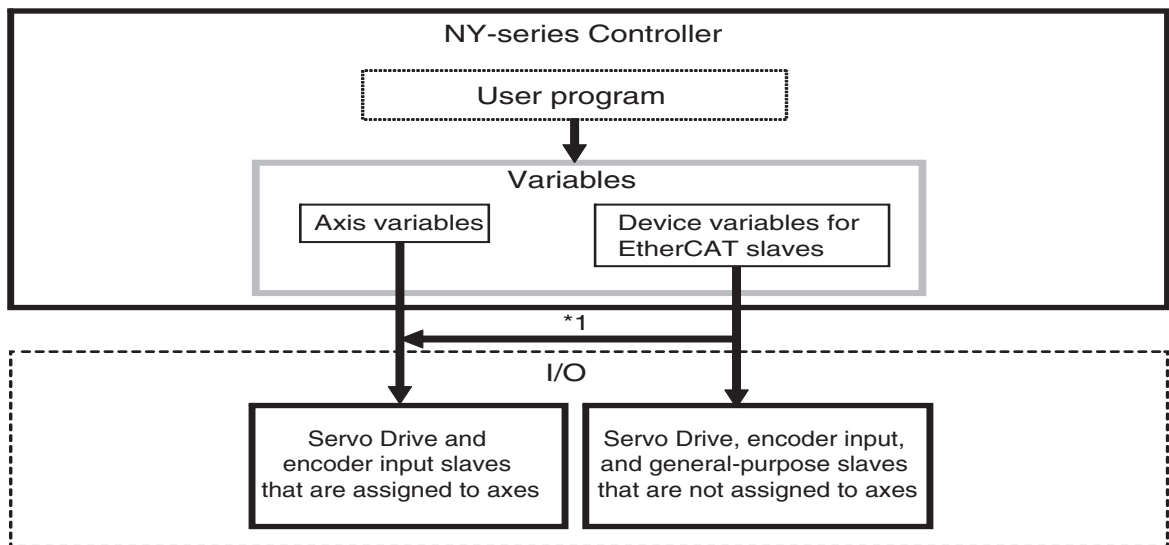 NY-series Controller
User program
Variables
Axis variables
Device variables for
EtherCAT slaves
*1
I/O
Servo Drive and
encoder input slaves
that are assigned to axes
Servo Drive, encoder input,
and general-purpose slaves
that are not assigned to axes